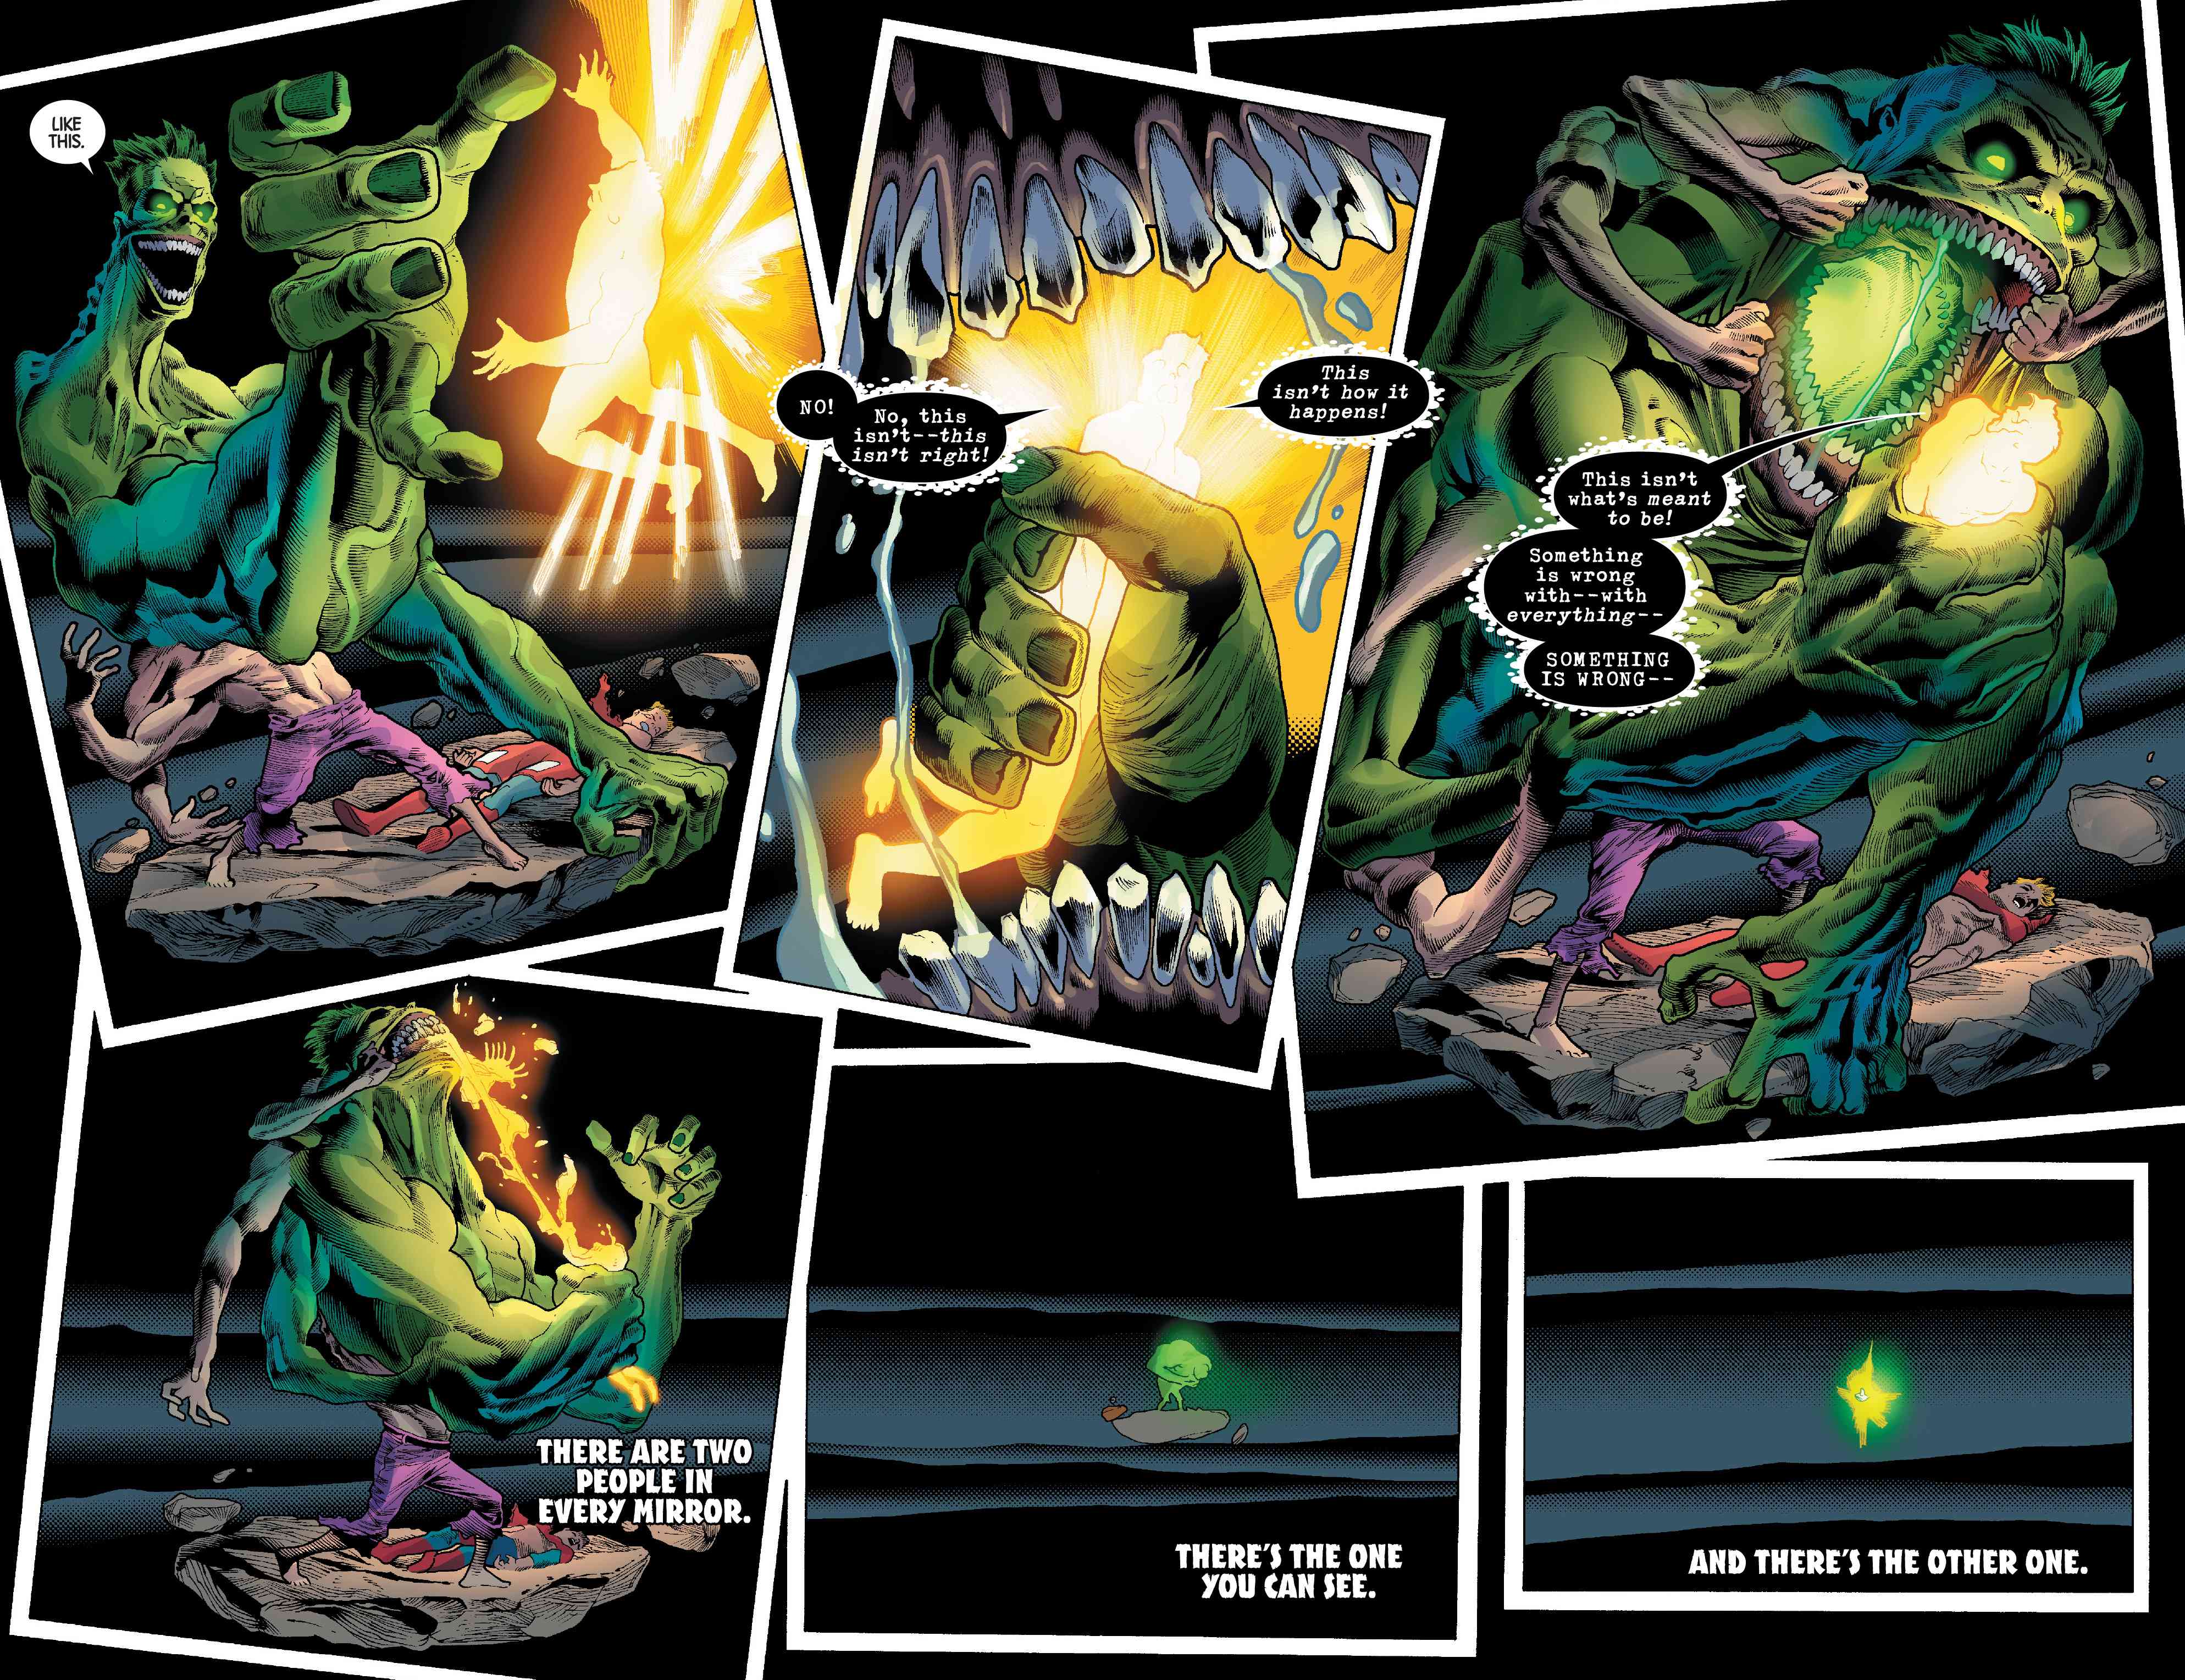 LIKE
THIS.
NO!
No, this
isn't--this
isn't right!
This
isn't how it
happens!
This isn't
what's meant
to be!
Something
is wrong
with--with
everything--
SOMETHING
IS WRONG--
THERE ARE TWO
PEOPLE IN
EVERY MIRROR.
THERE'S THE ONE
YOU CAN SEE.
AND THERE'S THE OTHER ONE.